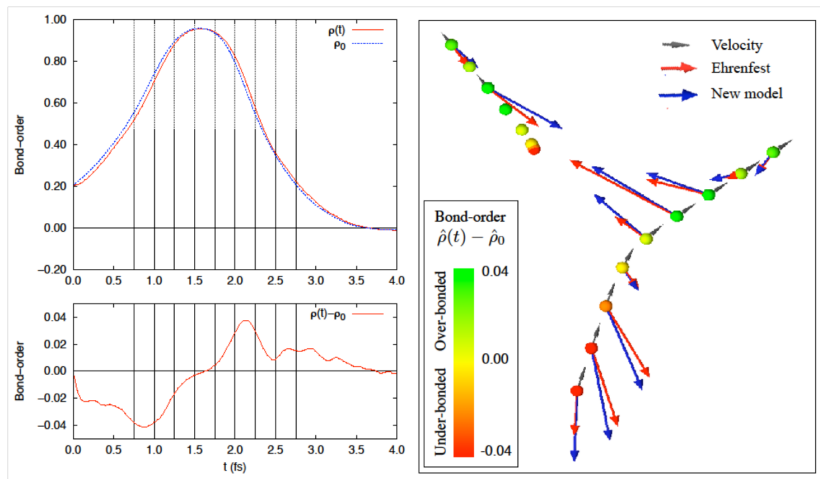 1.00
0.80
0.60
0.40
0.20
0.00
−0.20
Bond−order
ρ(t)
ρ₀
0.0 0.5 1.0 1.5 2.0 2.5 3.0 3.5 4.0
0.04
0.02
0.00
−0.02
−0.04
Bond−order
ρ(t)−ρ₀
0.0 0.5 1.0 1.5 2.0 2.5 3.0 3.5 4.0
t (fs)
Velocity
Ehrenfest
New model
Bond-order
ρ̂(t) − ρ̂₀
Under-bonded Over-bonded
0.04
0.00
-0.04